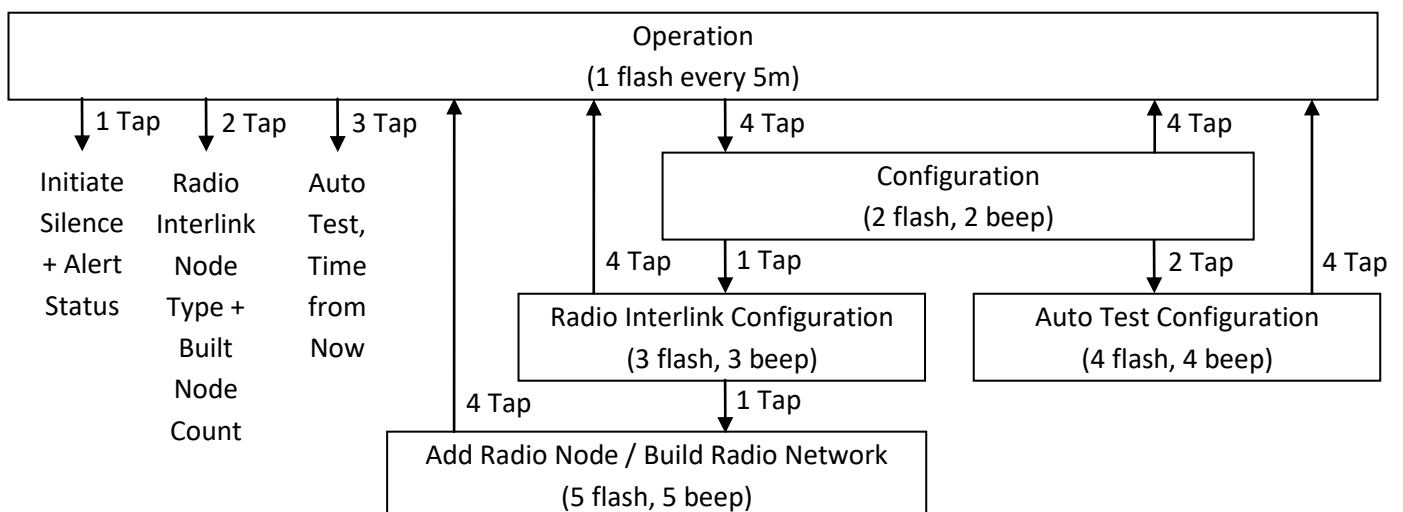 Operation
(1 flash every 5m)
1 Tap
2 Tap
3 Tap
4 Tap
4 Tap
Initiate
Silence
+ Alert
Status
Radio
Interlink
Node
Type +
Built
Node
Count
Auto
Test,
Time
from
Now
Configuration
(2 flash, 2 beep)
4 Tap
1 Tap
2 Tap
4 Tap
Radio Interlink Configuration
(3 flash, 3 beep)
Auto Test Configuration
(4 flash, 4 beep)
4 Tap
1 Tap
Add Radio Node / Build Radio Network
(5 flash, 5 beep)